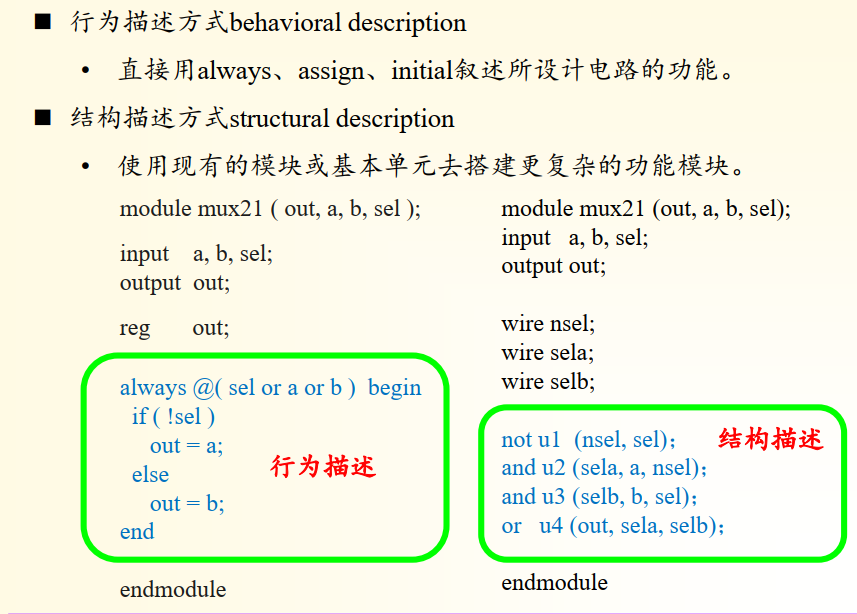 ■ 行为描述方式behavioral description
• 直接用always、assign、initial叙述所设计电路的功能。
■ 结构描述方式structural description
• 使用现有的模块或基本单元去搭建更复杂的功能模块。
module mux21 ( out, a, b, sel );
input a, b, sel;
output out;
reg out;
always @( sel or a or b ) begin
if ( !sel )
out = a;
else
out = b;
end
行为描述
endmodule
module mux21 (out, a, b, sel);
input a, b, sel;
output out;
wire nsel;
wire sela;
wire selb;
not u1 (nsel, sel); 结构描述
and u2 (sela, a, nsel);
and u3 (selb, b, sel);
or u4 (out, sela, selb);
endmodule